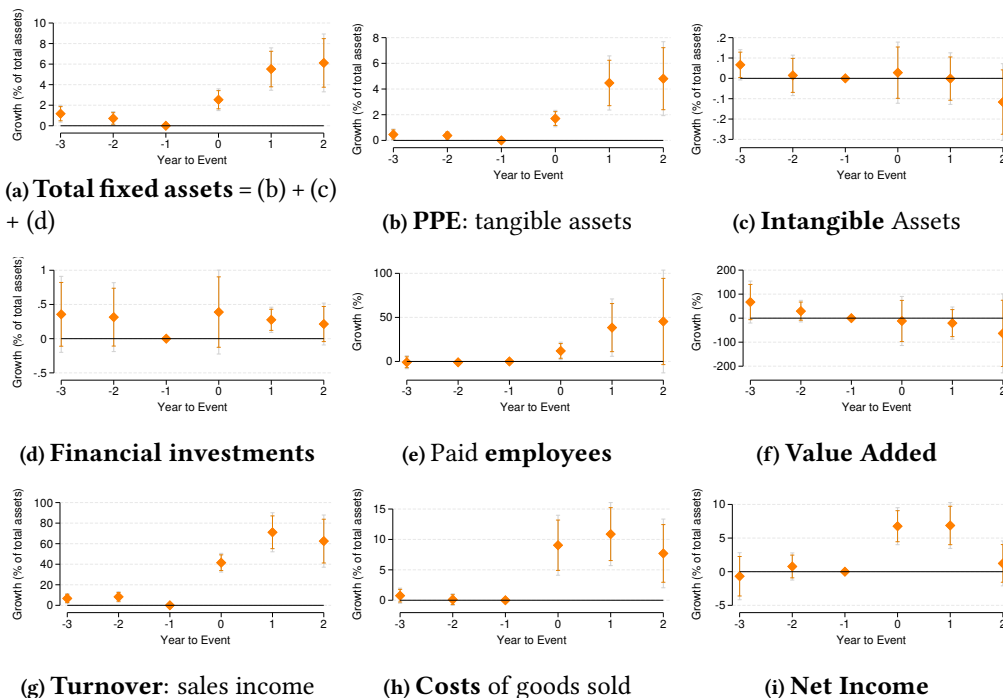 Growth (% of total assets)
10
8
6
4
2
0
-3 -2 -1 0 1 2
Year to Event
(a) Total fixed assets = (b) + (c)
+ (d)
Growth (% of total assets)
8
6
4
2
0
-3 -2 -1 0 1 2
Year to Event
(b) PPE: tangible assets
Growth (% of total assets)
.2
.1
0
-.1
-.2
-.3
-3 -2 -1 0 1 2
Year to Event
(c) Intangible Assets
Growth (% of total assets)
1
.5
0
-.5
-3 -2 -1 0 1 2
Year to Event
(d) Financial investments
Growth (%)
100
50
0
-3 -2 -1 0 1 2
Year to Event
(e) Paid employees
Growth (%)
200
100
0
-100
-200
-3 -2 -1 0 1 2
Year to Event
(f) Value Added
Growth (% of total assets)
100
80
60
40
20
0
-3 -2 -1 0 1 2
Year to Event
(g) Turnover: sales income
Growth (% of total assets)
15
10
5
0
-3 -2 -1 0 1 2
Year to Event
(h) Costs of goods sold
Growth (% of total assets)
10
5
0
-5
-3 -2 -1 0 1 2
Year to Event
(i) Net Income